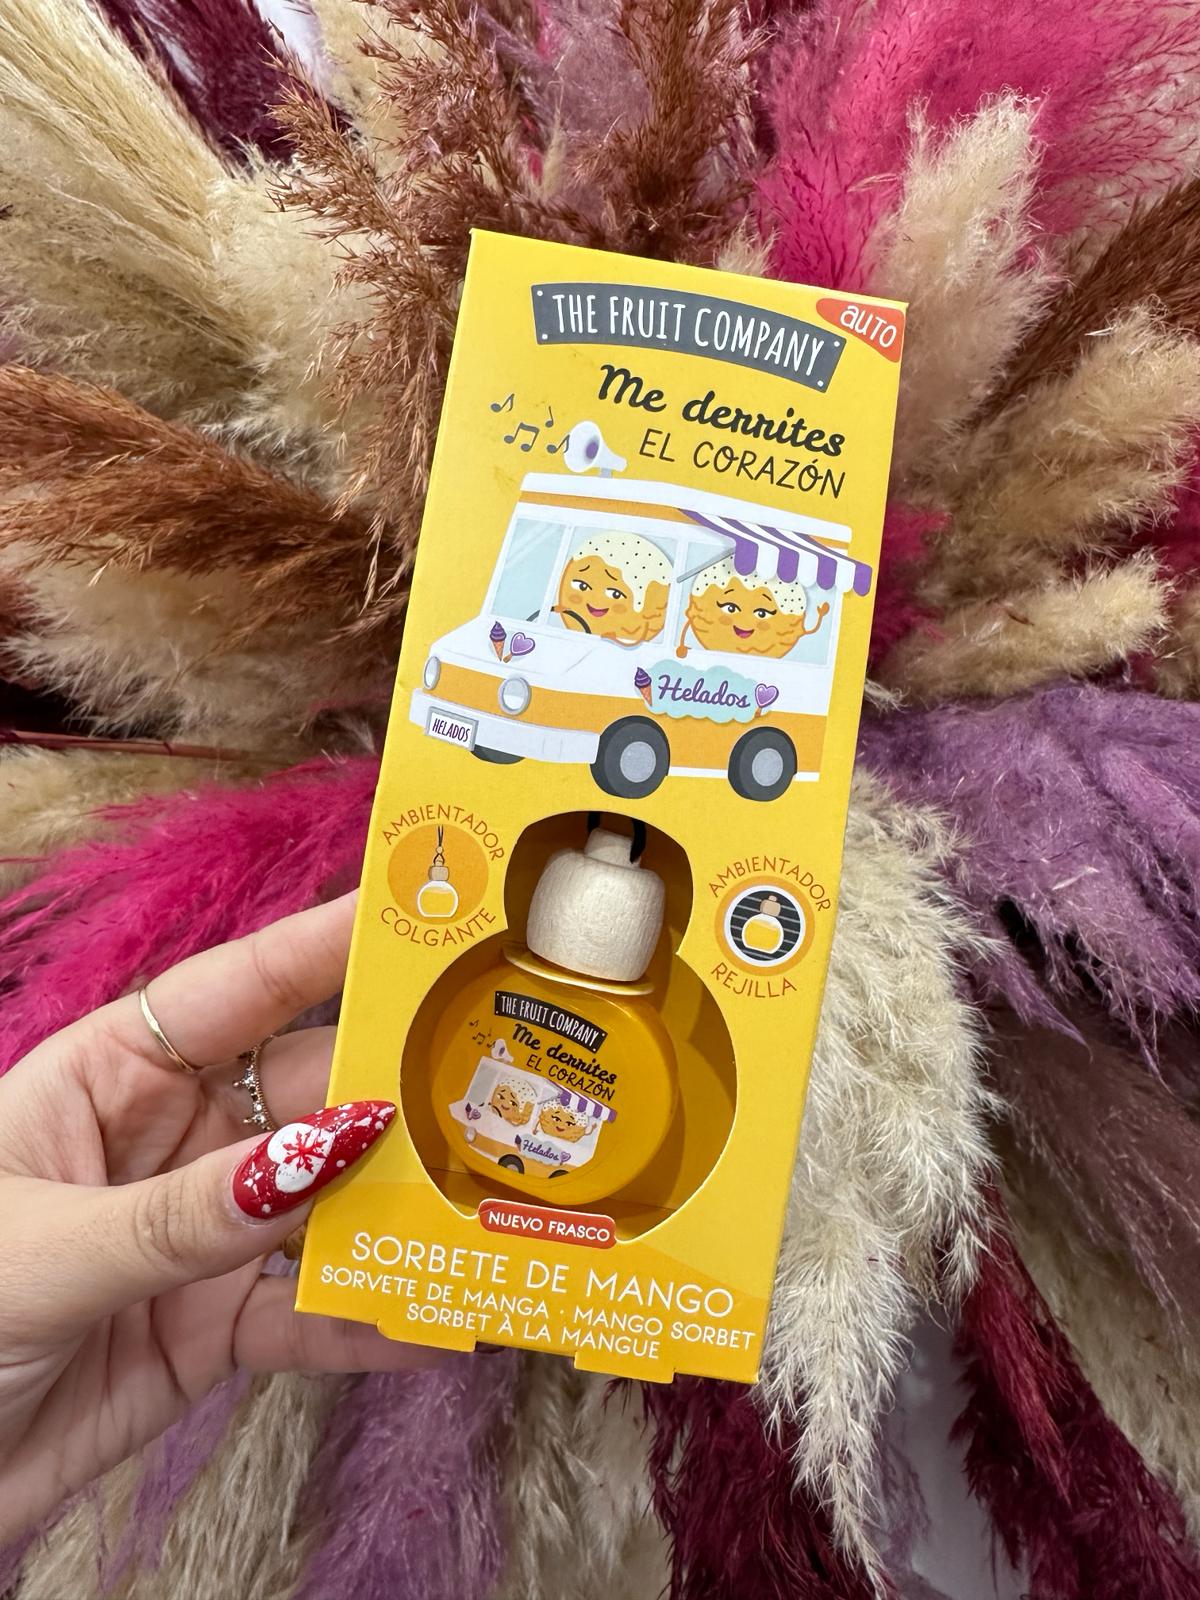 THE FRUIT COMPANY
auto
Me derrites
EL CORAZÓN
Helados
HELADOS
AMBIENTADOR
COLGANTE
AMBIENTADOR
REJILLA
THE FRUIT COMPANY
Me derrites
EL CORAZÓN
Helados
NUEVO FRASCO
SORBETE DE MANGO
SORVETE DE MANGA · MANGO SORBET
SORBET À LA MANGUE